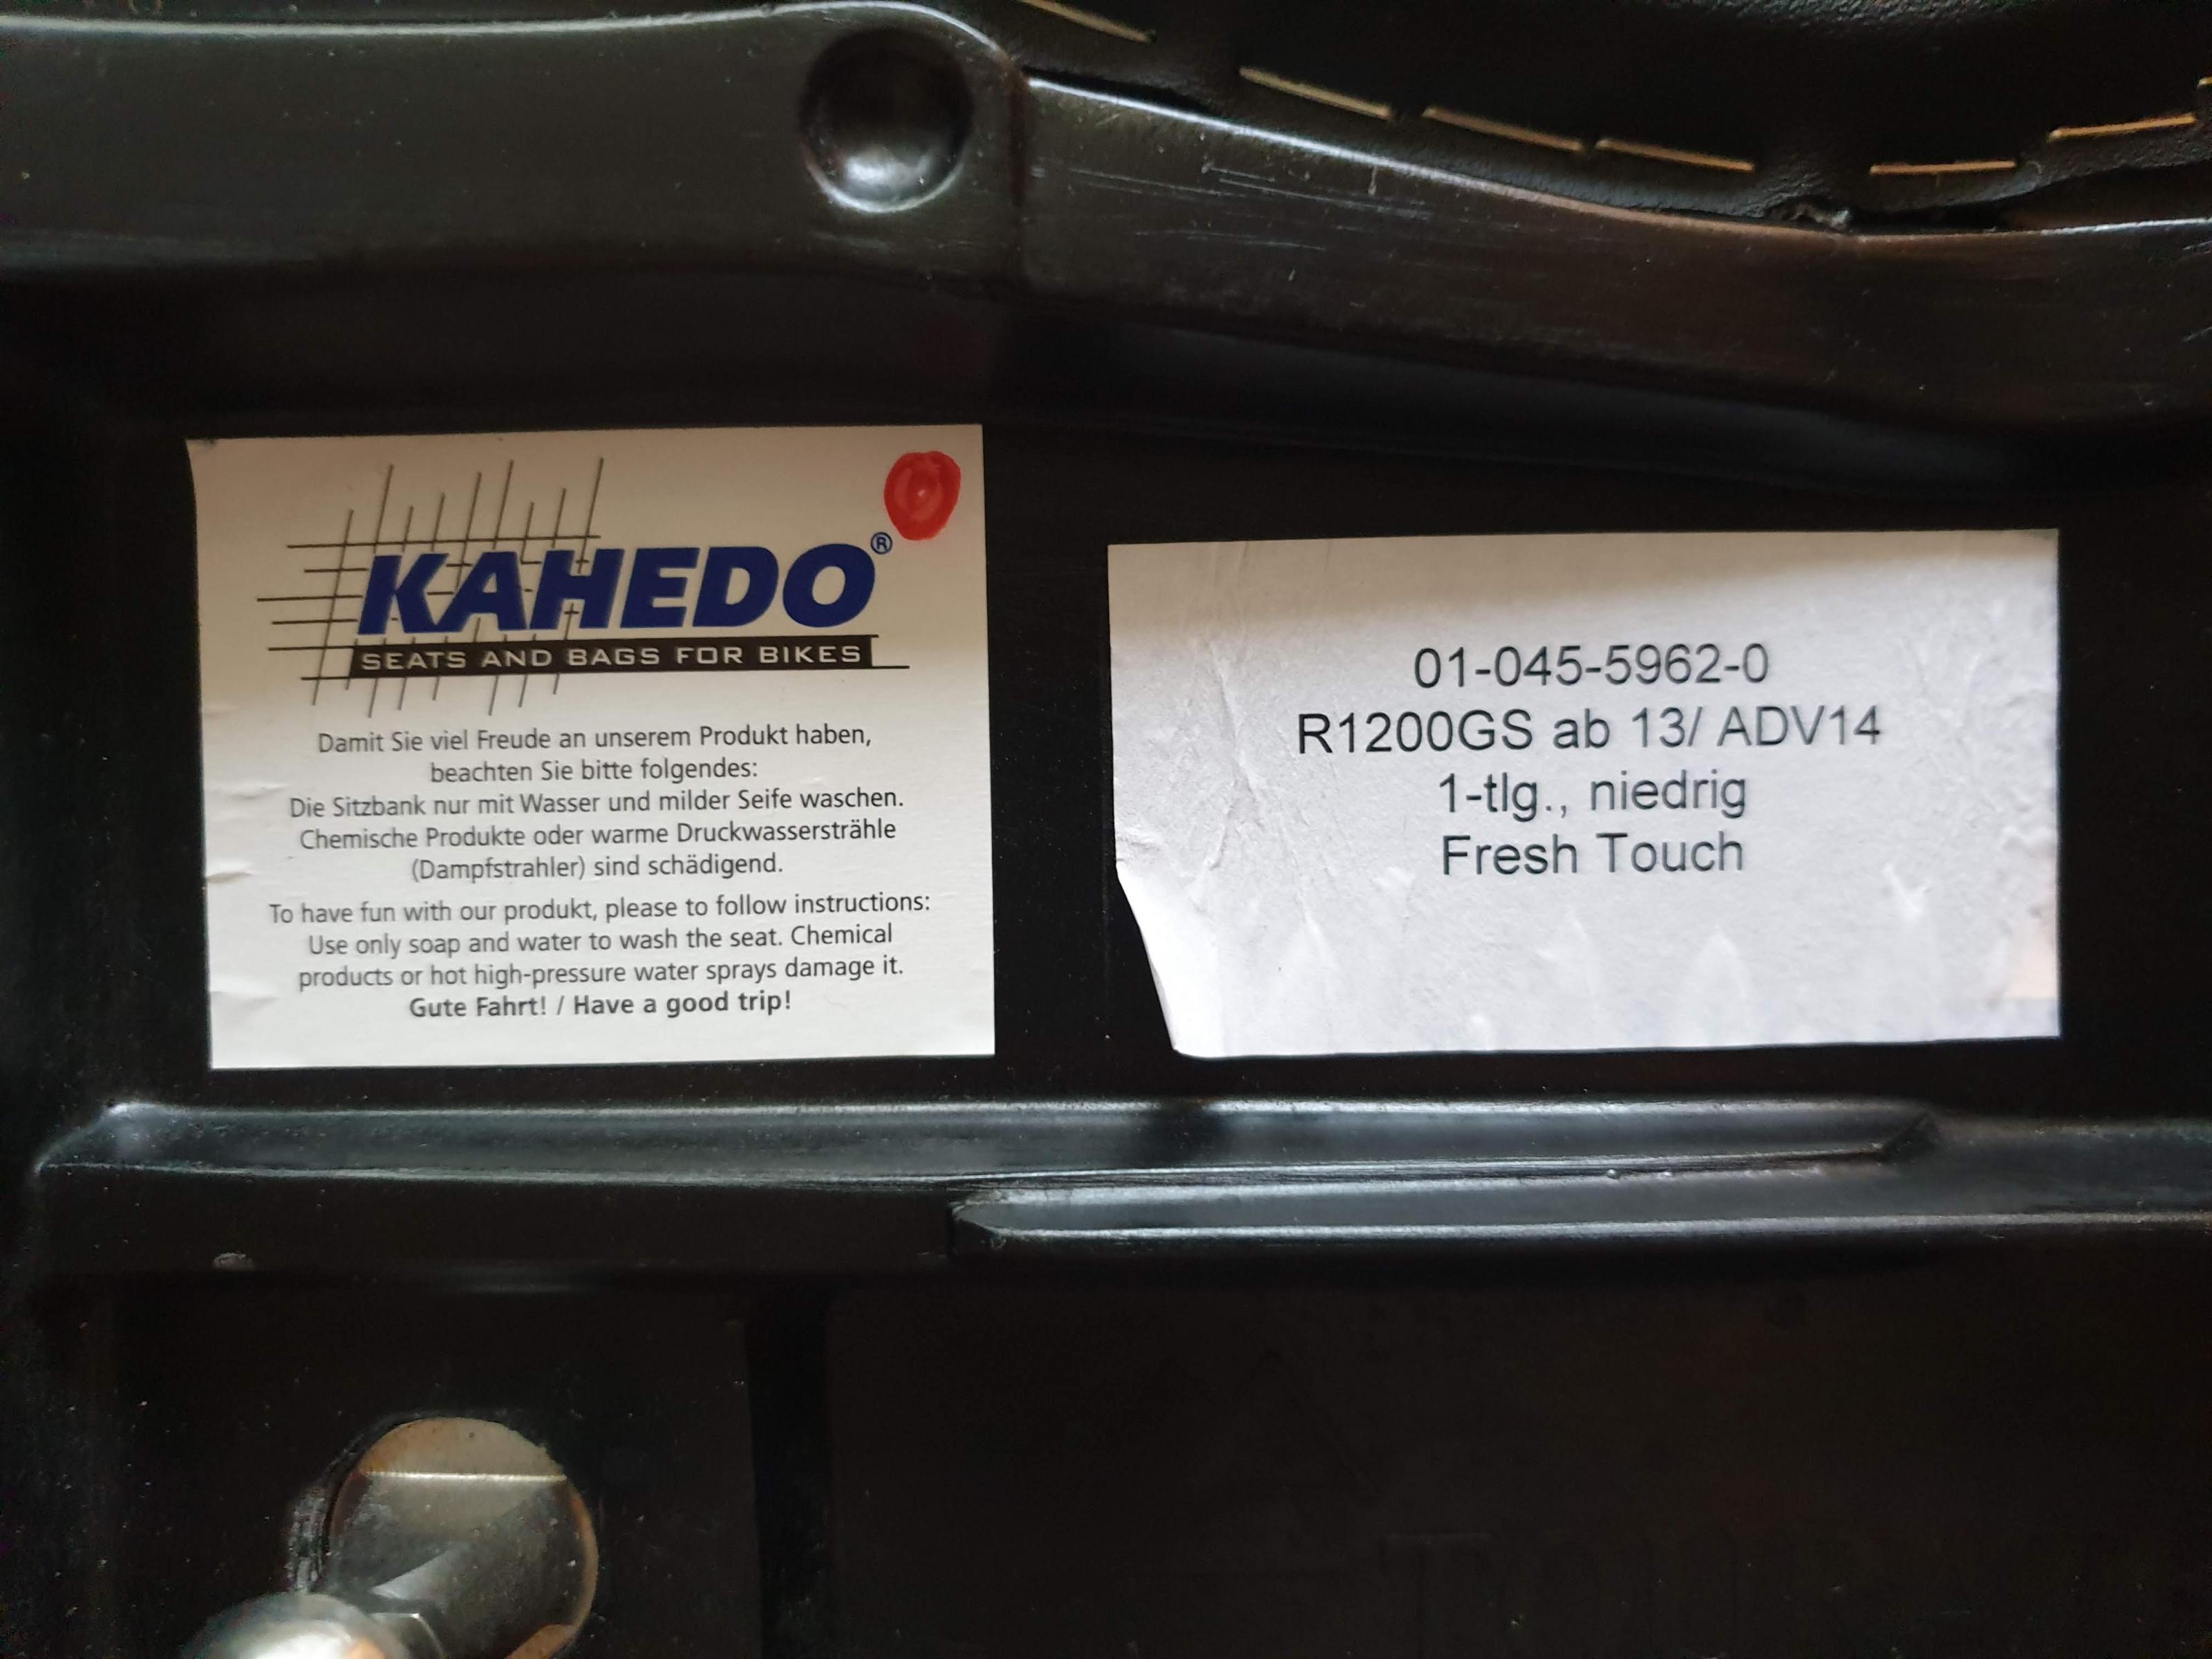 KAHEDO®
SEATS AND BAGS FOR BIKES
Damit Sie viel Freude an unserem Produkt haben,
beachten Sie bitte folgendes:
Die Sitzbank nur mit Wasser und milder Seife waschen.
Chemische Produkte oder warme Druckwassersträhle
(Dampfstrahler) sind schädigend.
To have fun with our produkt, please to follow instructions:
Use only soap and water to wash the seat. Chemical
products or hot high-pressure water sprays damage it.
Gute Fahrt! / Have a good trip!
01-045-5962-0
R1200GS ab 13/ ADV14
1-tlg., niedrig
Fresh Touch